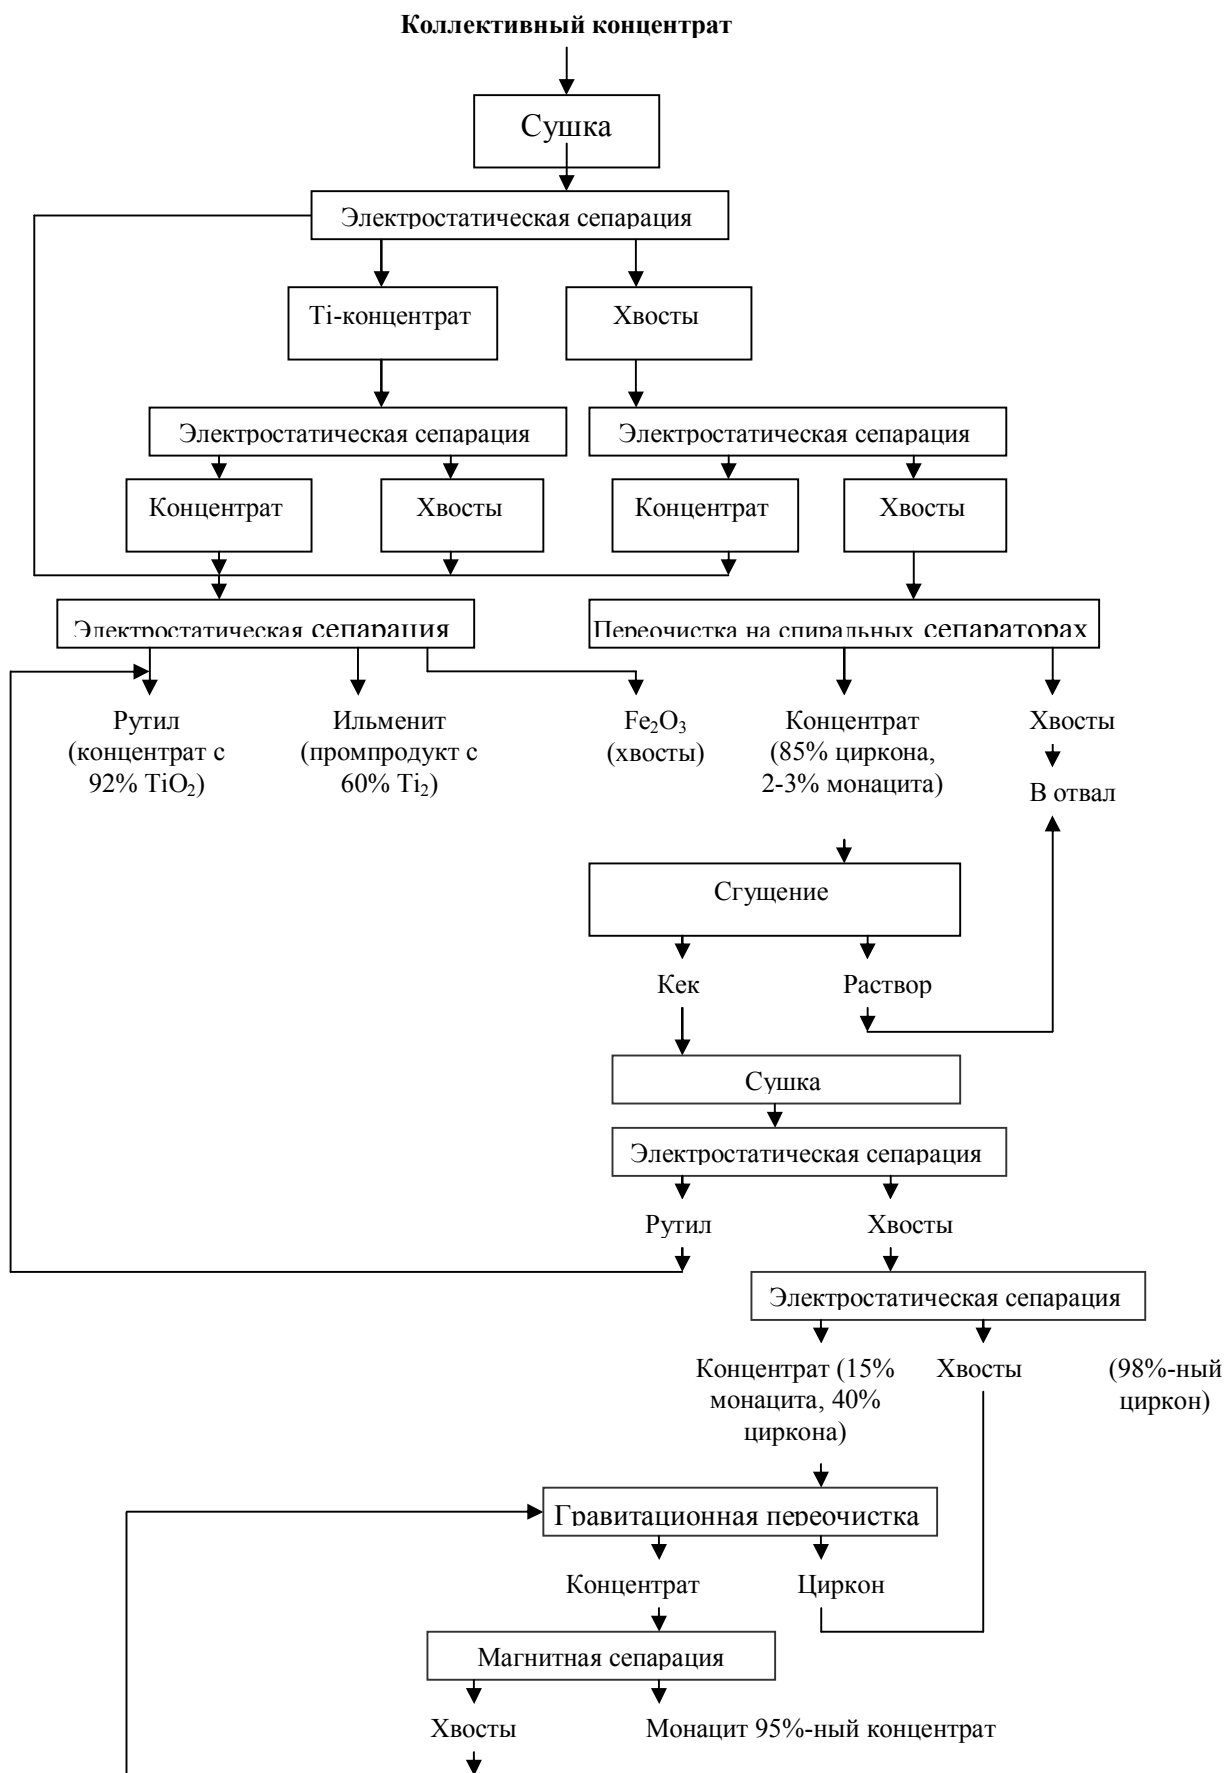 Коллективный концентрат
Сушка
Электростатическая сепарация
Ti-концентрат
Хвосты
Электростатическая сепарация
Электростатическая сепарация
Концентрат
Хвосты
Концентрат
Хвосты
Электростатическая сепарация
Переочистка на спиральных сепараторах
Рутил
(концентрат с
92% TiO₂)
Ильменит
(промпродукт с
60% Ti₂)
Fe₂O₃
(хвосты)
Концентрат
(85% циркона,
2-3% монацита)
Хвосты
В отвал
Сгущение
Кек
Раствор
Сушка
Электростатическая сепарация
Рутил
Хвосты
Электростатическая сепарация
Концентрат (15%
монацита, 40%
циркона)
Хвосты
(98%-ный
циркон)
Гравитационная переочистка
Концентрат
Циркон
Магнитная сепарация
Хвосты
Монацит 95%-ный концентрат